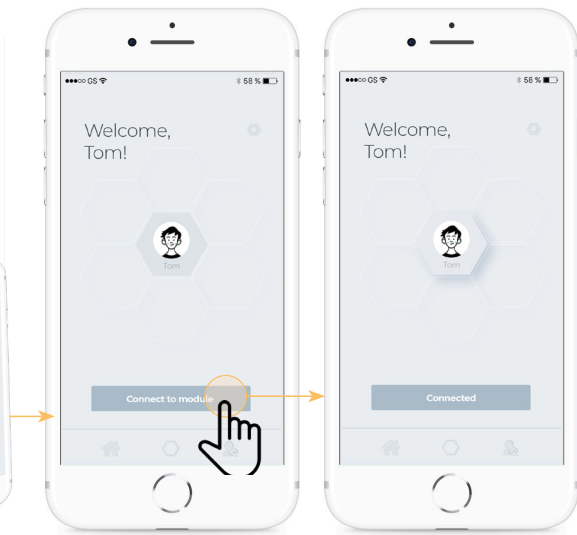 GS
58 %
Welcome,
Tom!
Tom
Connect to module
GS
58 %
Welcome,
Tom!
Tom
Connected